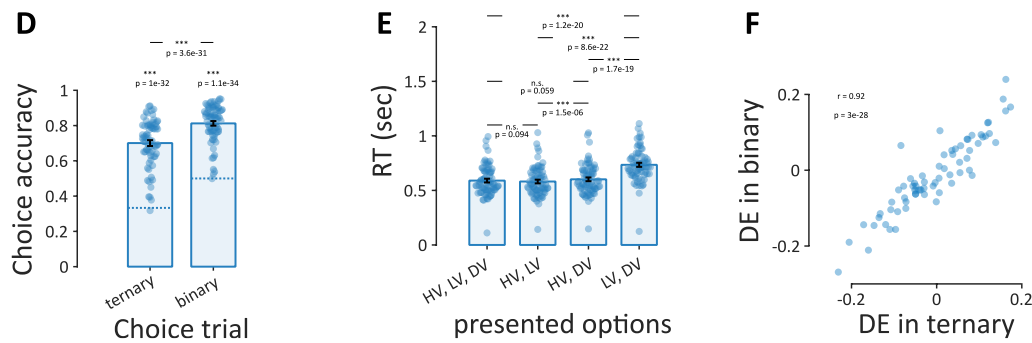 D
***
p = 3.6e-31
*** ***
p = 1e-32 p = 1.1e-34
Choice accuracy
1
0.8
0.6
0.4
0.2
0
ternary binary
Choice trial
E
***
p = 1.2e-20
***
p = 8.6e-22
***
p = 1.7e-19
n.s.
p = 0.059
***
p = 1.5e-06
n.s.
p = 0.094
RT (sec)
2
1.5
1
0.5
0
HV, LV, DV HV, LV HV, DV LV, DV
presented options
F
r = 0.92
p = 3e-28
DE in binary
0.2
0
-0.2
-0.2 0 0.2
DE in ternary